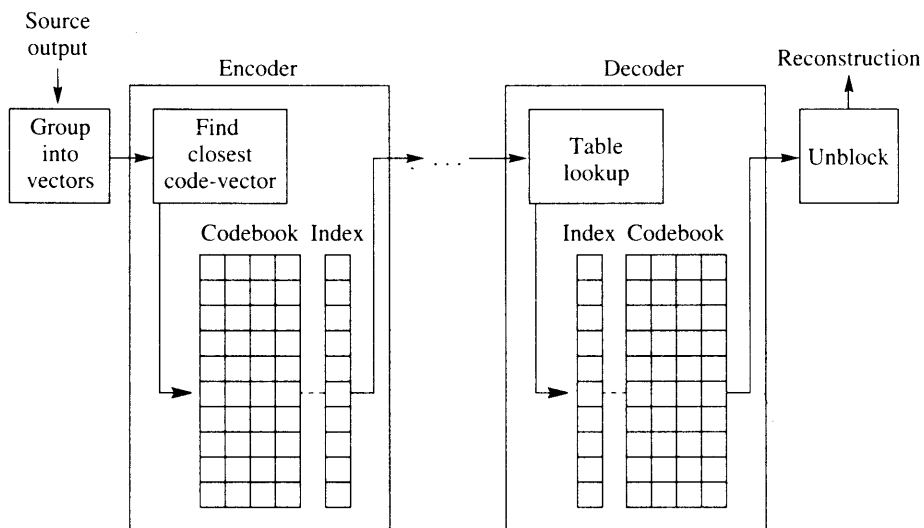 Source
output
Encoder
Decoder
Reconstruction
Group
into
vectors
Find
closest
code-vector
. . .
Table
lookup
Unblock
Codebook Index
Index Codebook